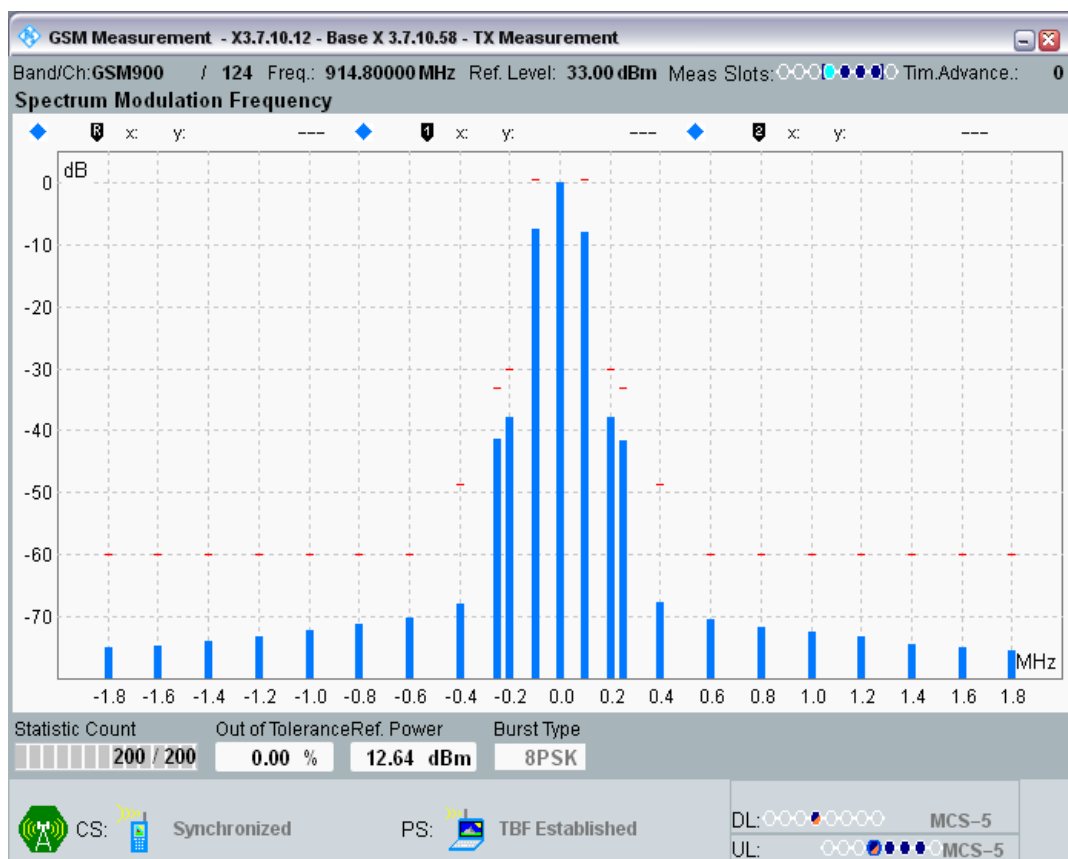 GSM Measurement - X3.7.10.12 - Base X 3.7.10.58 - TX Measurement
Band/Ch:GSM900 / 124 Freq.: 914.80000 MHz Ref. Level: 33.00 dBm Meas Slots: Tim.Advance.: 0
Spectrum Modulation Frequency
R x: y: --- 1 x: y: --- 2 x: y: ---
dB
0
-10
-20
-30
-40
-50
-60
-70
MHz
-1.8 -1.6 -1.4 -1.2 -1.0 -0.8 -0.6 -0.4 -0.2 0.0 0.2 0.4 0.6 0.8 1.0 1.2 1.4 1.6 1.8
Statistic Count Out of Tolerance Ref. Power Burst Type
200 / 200 0.00 % 12.64 dBm 8PSK
CS: Synchronized PS: TBF Established
DL: MCS-5
UL: MCS-5